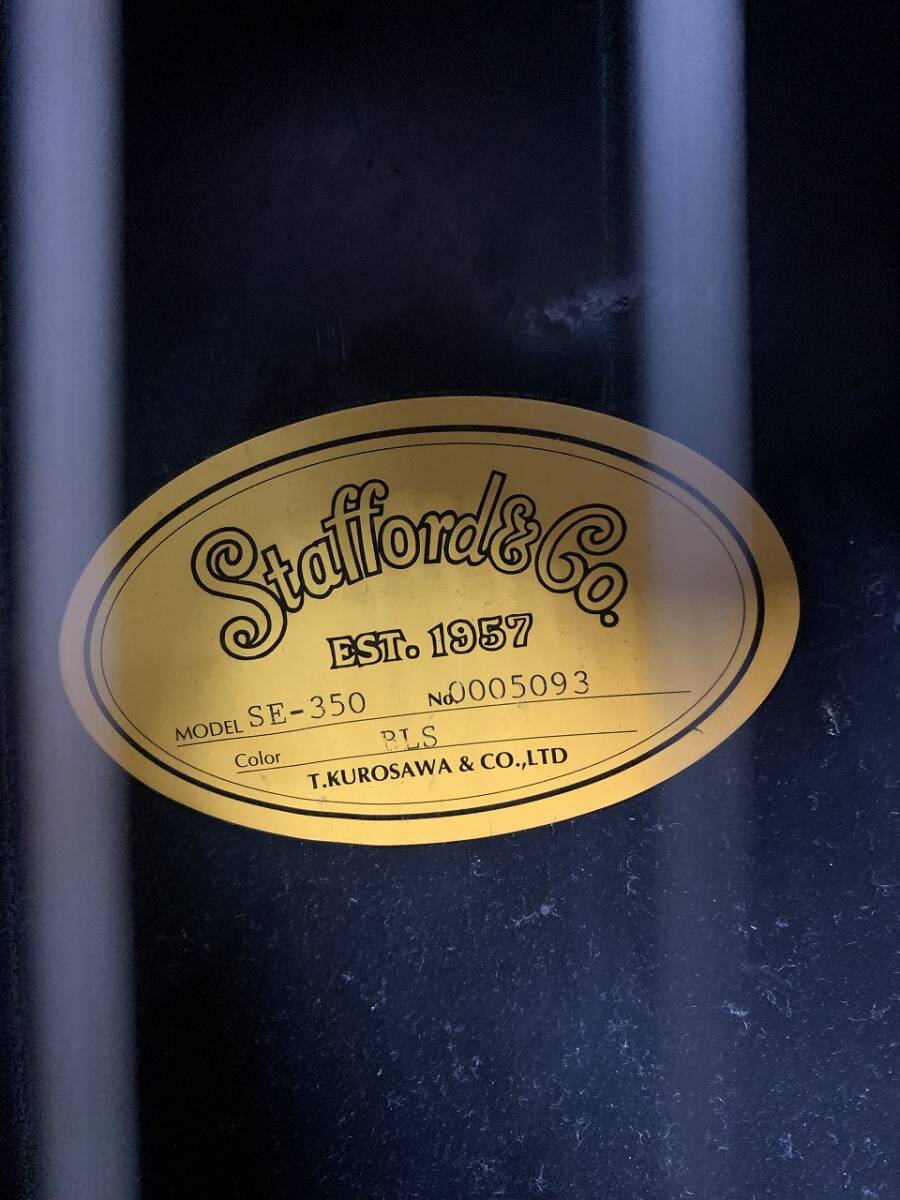 Stafford & Co.
EST. 1957
MODEL SE-350 No. 0005093
Color BLS
T.KUROSAWA & CO.,LTD